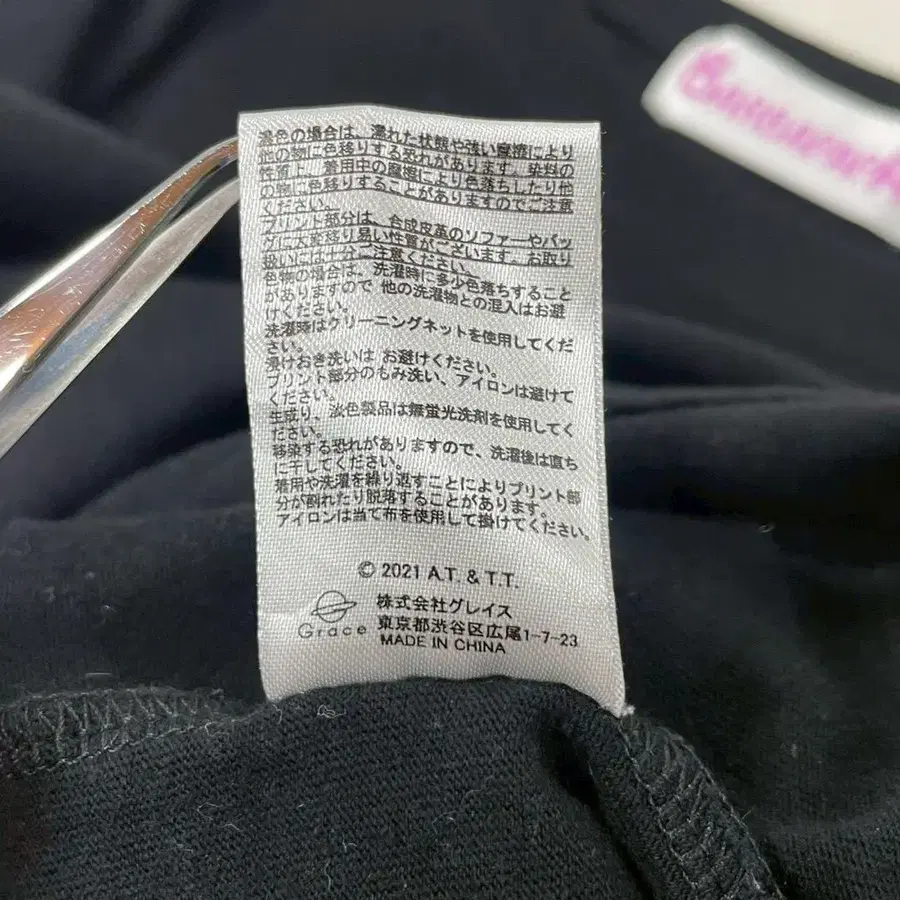 濃色の場合は、濡れた状態や強い摩擦により
他の物に色移りする恐れがあります。染料の
性質上、着用中の摩擦により色落ちしたり他
の物に色移りすることがありますのでご注意
ください。
プリント部分は、合成皮革のソファーやバッ
グに大変移り易い性質がございます。お取り
扱いには十分ご注意ください。
色物の場合は、洗濯時に多少色落ちすること
がありますので 他の洗濯物との混入はお避
けください。
洗濯時はクリーニングネットを使用してくだ
さい。
浸けおき洗いは お避けください。
プリント部分のもみ洗い、アイロンは避けて
ください。
生成り、淡色製品は無蛍光洗剤を使用してく
ださい。
移染する恐れがありますので、洗濯後は直ち
に干してください。
着用や洗濯を繰り返すことによりプリント部
分が割れたり脱落することがあります。
アイロンは当て布を使用して掛けてください。
© 2021 A.T. & T.T.
Grace
株式会社グレイス
東京都渋谷区広尾1-7-23
MADE IN CHINA